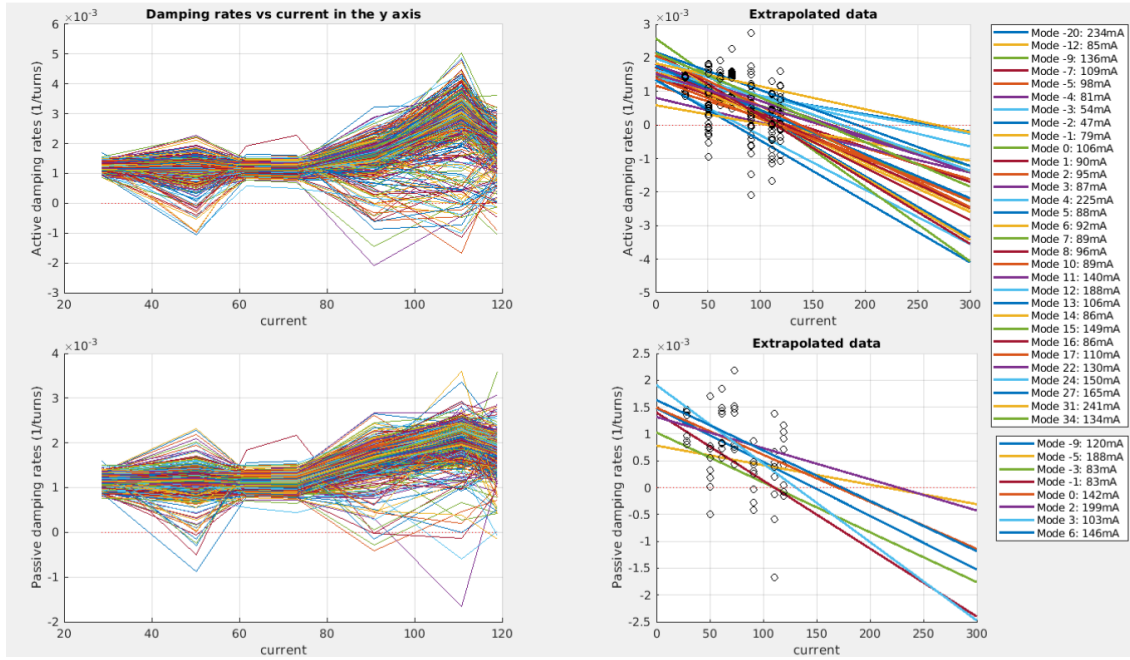 Damping rates vs current in the y axis
×10⁻³
6
5
4
3
2
1
0
-1
-2
-3
20
40
60
80
100
120
current
Active damping rates (1/turns)
Extrapolated data
×10⁻³
3
2
1
0
-1
-2
-3
-4
-5
0
50
100
150
200
250
300
current
Active damping rates (1/turns)
Mode -20: 234mA
Mode -12: 85mA
Mode -9: 136mA
Mode -7: 109mA
Mode -5: 98mA
Mode -4: 81mA
Mode -3: 54mA
Mode -2: 47mA
Mode -1: 79mA
Mode 0: 106mA
Mode 1: 90mA
Mode 2: 95mA
Mode 3: 87mA
Mode 4: 225mA
Mode 5: 88mA
Mode 6: 92mA
Mode 7: 89mA
Mode 8: 96mA
Mode 10: 89mA
Mode 11: 140mA
Mode 12: 188mA
Mode 13: 106mA
Mode 14: 86mA
Mode 15: 149mA
Mode 16: 86mA
Mode 17: 110mA
Mode 22: 130mA
Mode 24: 150mA
Mode 27: 165mA
Mode 31: 241mA
Mode 34: 134mA
×10⁻³
4
3
2
1
0
-1
-2
20
40
60
80
100
120
current
Passive damping rates (1/turns)
Extrapolated data
×10⁻³
2.5
2
1.5
1
0.5
0
-0.5
-1
-1.5
-2
-2.5
0
50
100
150
200
250
300
current
Passive damping rates (1/turns)
Mode -9: 120mA
Mode -5: 188mA
Mode -3: 83mA
Mode -1: 83mA
Mode 0: 142mA
Mode 2: 199mA
Mode 3: 103mA
Mode 6: 146mA